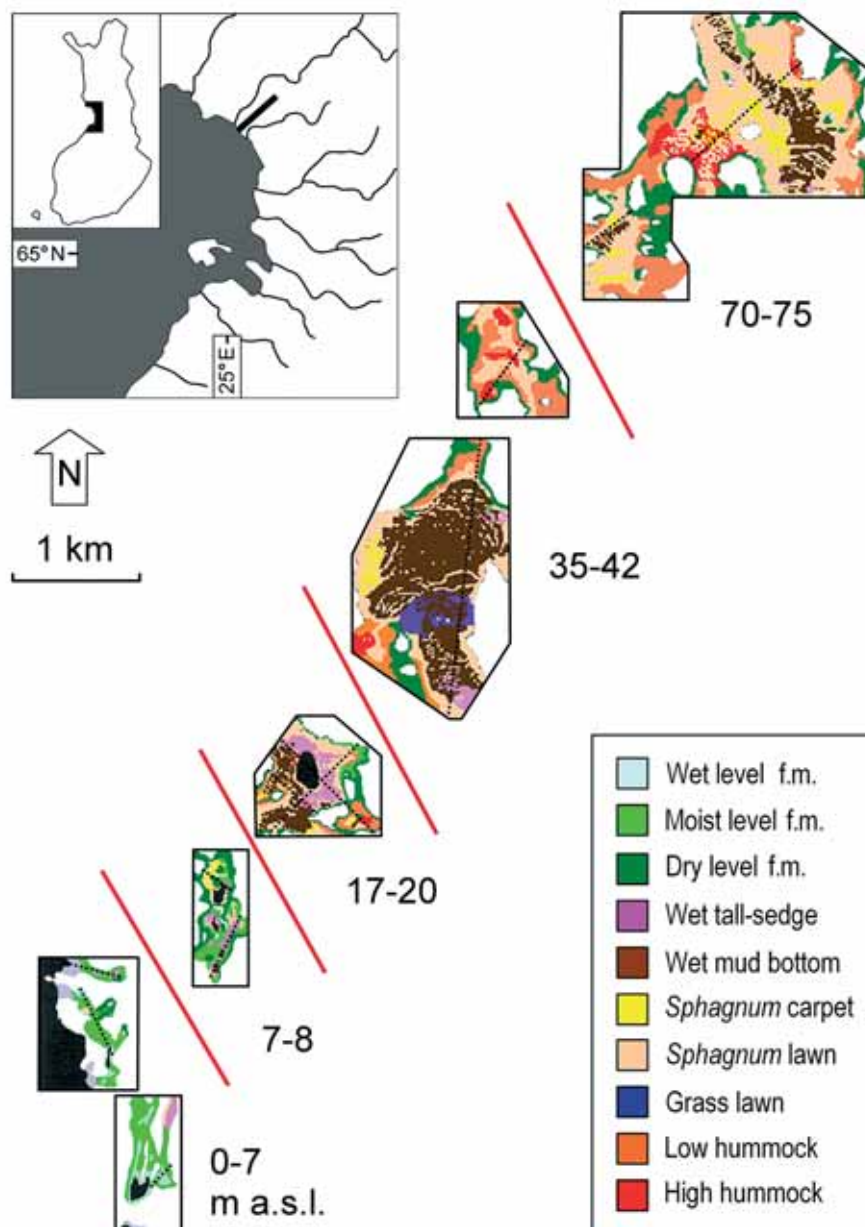 65°N
25°E
N
1 km
70-75
35-42
17-20
7-8
0-7
m a.s.l.
Wet level f.m.
Moist level f.m.
Dry level f.m.
Wet tall-sedge
Wet mud bottom
Sphagnum carpet
Sphagnum lawn
Grass lawn
Low hummock
High hummock